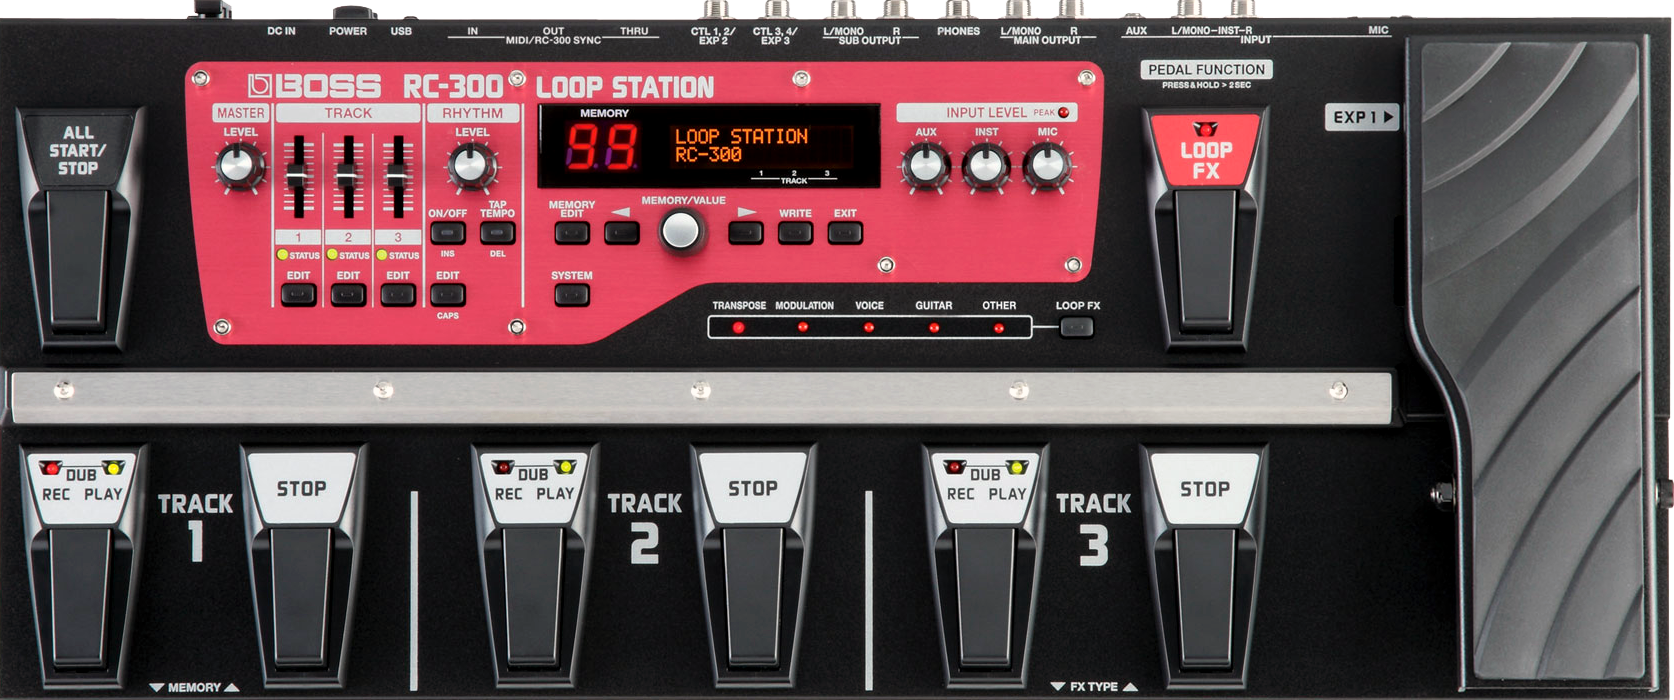 DC IN POWER USB IN OUT THRU CTL 1, 2/ CTL 3, 4/ L/MONO R PHONES L/MONO R AUX L/MONO-INST-R MIC
MIDI/RC-300 SYNC EXP 2 EXP 3 SUB OUTPUT MAIN OUTPUT INPUT
BOSS RC-300 LOOP STATION
PEDAL FUNCTION
PRESS & HOLD > 2 SEC
MASTER TRACK RHYTHM MEMORY INPUT LEVEL PEAK
EXP 1
LEVEL LEVEL AUX INST MIC
ALL
START/
STOP
99
LOOP STATION
RC-300
1 2 3
TRACK
LOOP
FX
ON/OFF TAP
TEMPO
MEMORY
EDIT
MEMORY/VALUE
WRITE EXIT
1 2 3
STATUS STATUS STATUS INS DEL
EDIT EDIT EDIT EDIT SYSTEM
CAPS
TRANSPOSE MODULATION VOICE GUITAR OTHER LOOP FX
DUB
REC PLAY
TRACK
1
STOP
DUB
REC PLAY
TRACK
2
STOP
DUB
REC PLAY
TRACK
3
STOP
MEMORY FX TYPE